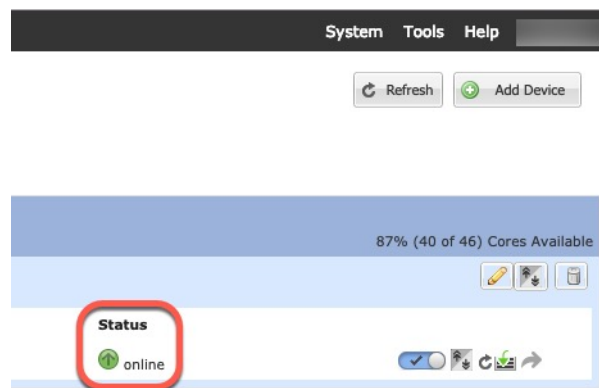 System Tools Help
Refresh Add Device
87% (40 of 46) Cores Available
Status
online